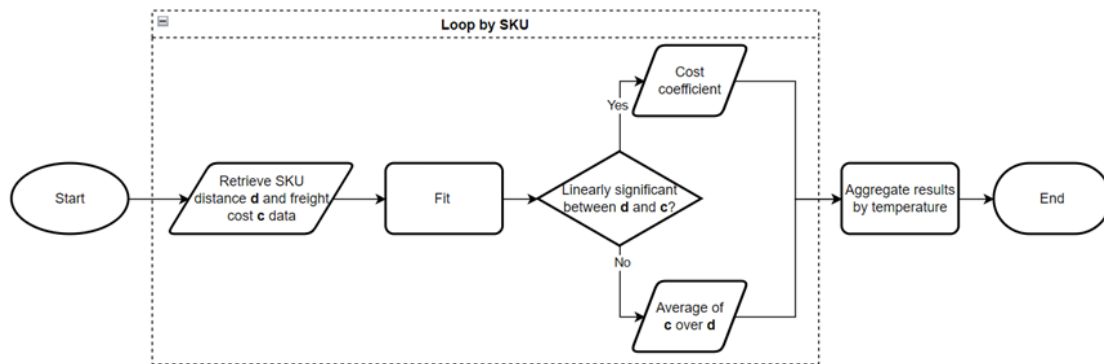 Loop by SKU
Start
Retrieve SKU
distance d and freight
cost c data
Fit
Linearly significant
between d and c?
Yes
Cost
coefficient
No
Average of
c over d
Aggregate results
by temperature
End